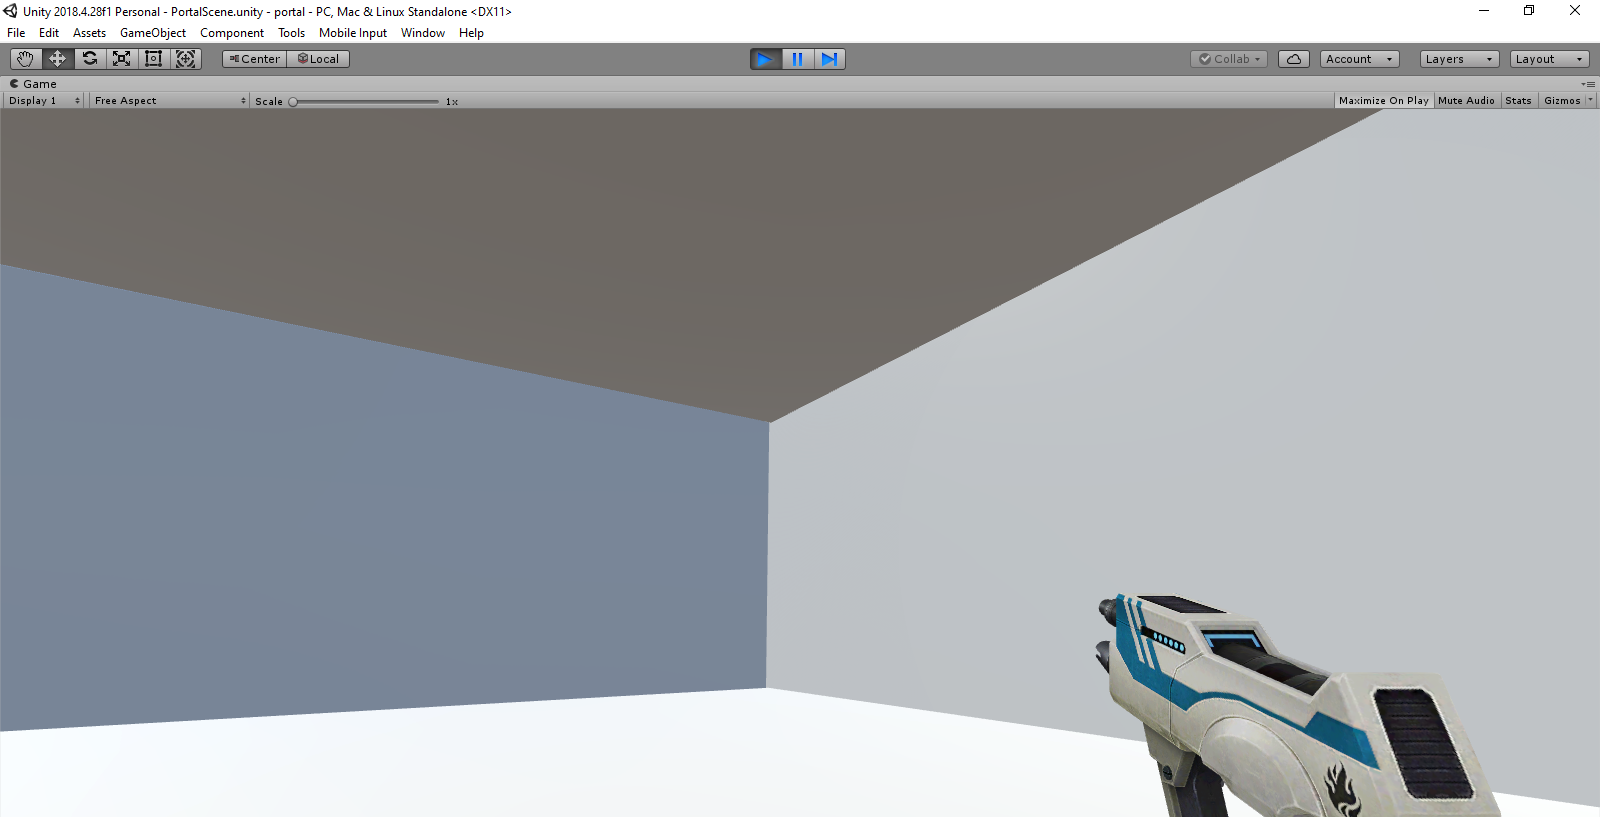 Unity 2018.4.28f1 Personal - PortalScene.unity - portal - PC, Mac & Linux Standalone <DX11>
File Edit Assets GameObject Component Tools Mobile Input Window Help
Center Local Collab Account Layers Layout
Game
Display 1 Free Aspect Scale 1x Maximize On Play Mute Audio Stats Gizmos